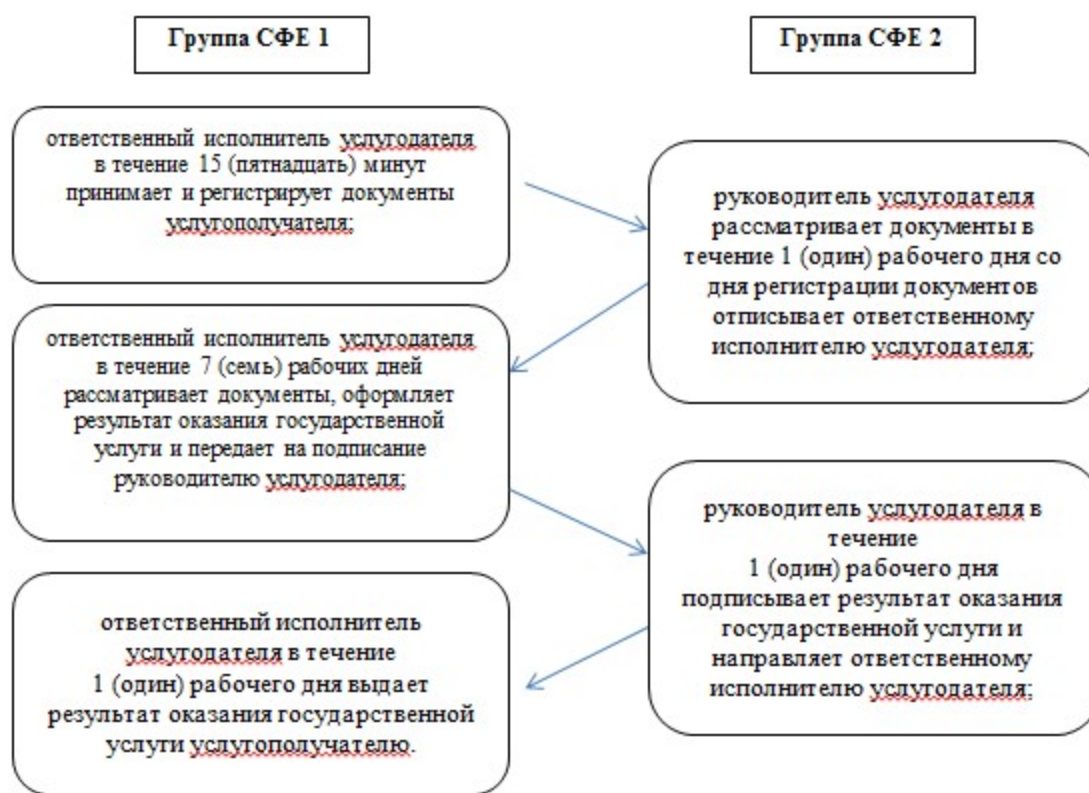 Группа СФЕ 1
Группа СФЕ 2
ответственный исполнитель услугодателя
в течение 15 (пятнадцать) минут
принимает и регистрирует документы
услугополучателя;
руководитель услугодателя
рассматривает документы в
течение 1 (один) рабочего дня со
дня регистрации документов
отписывает ответственному
исполнителю услугодателя;
ответственный исполнитель услугодателя
в течение 7 (семь) рабочих дней
рассматривает документы, оформляет
результат оказания государственной
услуги и передает на подписание
руководителю услугодателя;
руководитель услугодателя в
течение
1 (один) рабочего дня
подписывает результат оказания
государственной услуги и
направляет ответственному
исполнителю услугодателя;
ответственный исполнитель
услугодателя в течение
1 (один) рабочего дня выдает
результат оказания государственной
услуги услугополучателю.